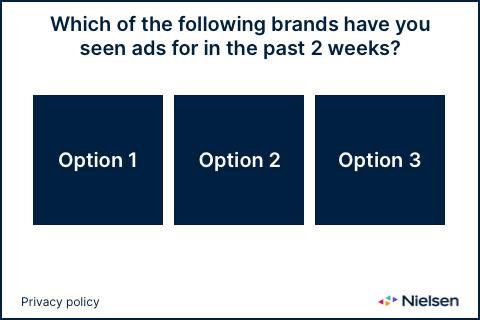 Which of the following brands have you
seen ads for in the past 2 weeks?
Option 1
Option 2
Option 3
Privacy policy
Nielsen